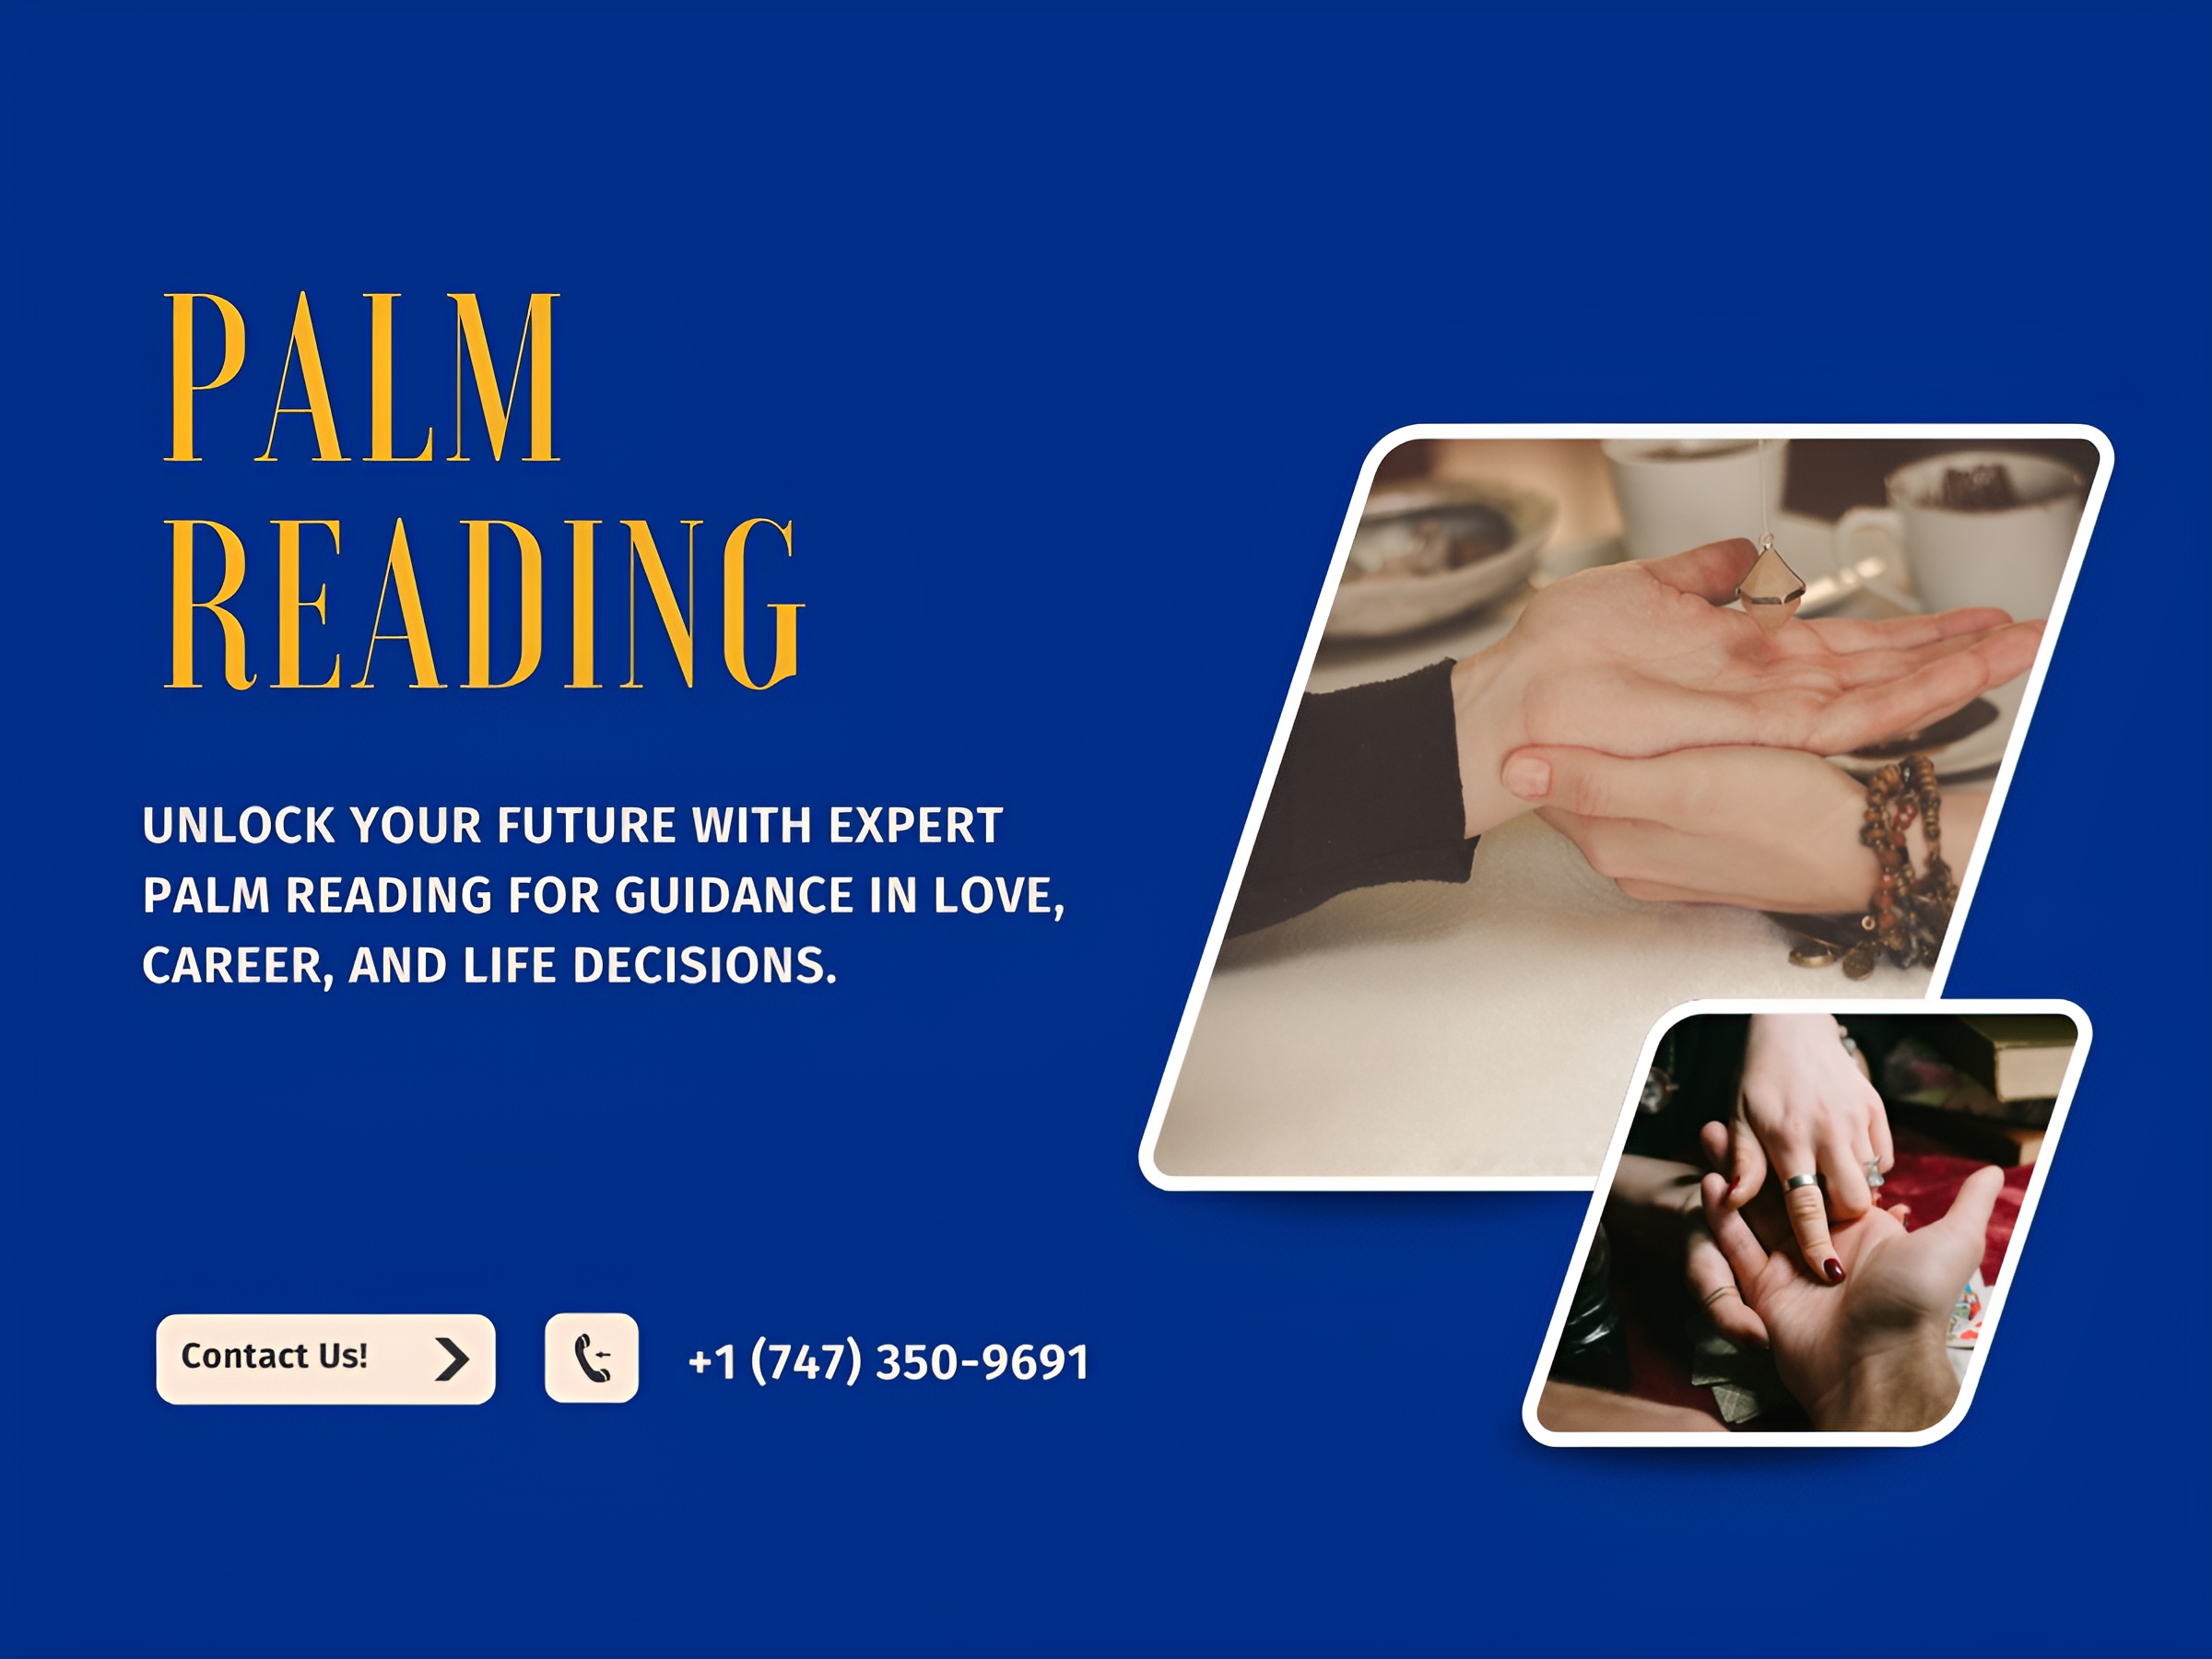 PALM
READING
UNLOCK YOUR FUTURE WITH EXPERT
PALM READING FOR GUIDANCE IN LOVE,
CAREER, AND LIFE DECISIONS.
Contact Us!
+1 (747) 350-9691